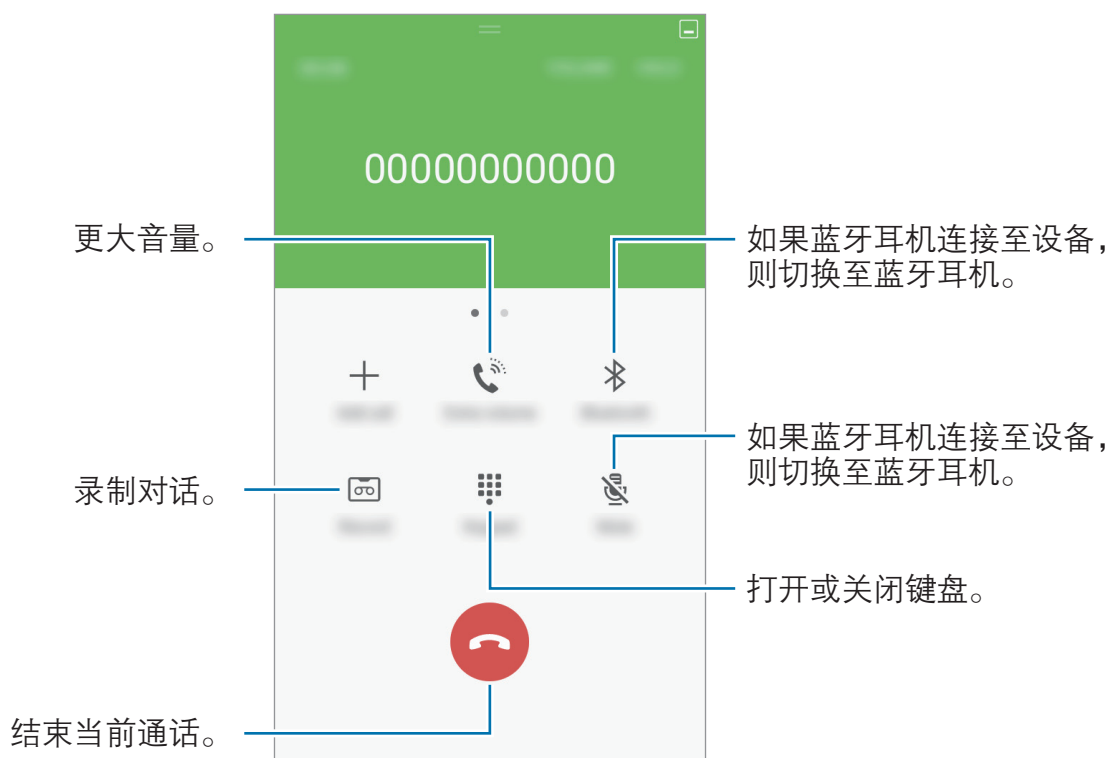 00000000000
更大音量。
如果蓝牙耳机连接至设备，
则切换至蓝牙耳机。
如果蓝牙耳机连接至设备，
则切换至蓝牙耳机。
录制对话。
打开或关闭键盘。
结束当前通话。